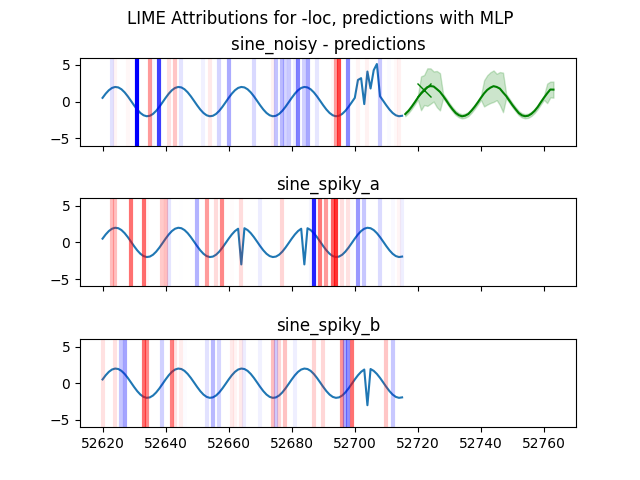 LIME Attributions for -loc, predictions with MLP
sine_noisy - predictions
5
0
−5
sine_spiky_a
5
0
−5
sine_spiky_b
5
0
−5
52620 52640 52660 52680 52700 52720 52740 52760